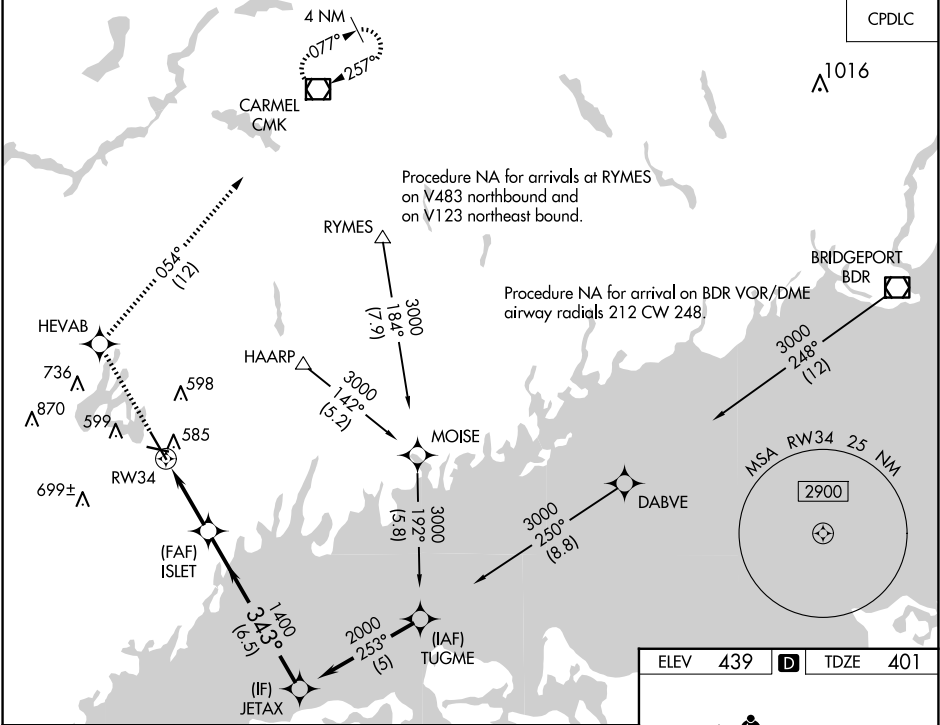 4 NM
077°
257°
CPDLC
1016
CARMEL
CMK
Procedure NA for arrivals at RYMES
on V483 northbound and
on V123 northeast bound.
RYMES
054°
(12)
BRIDGEPORT
BDR
3000
184°
(7.9)
Procedure NA for arrival on BDR VOR/DME
airway radials 212 CW 248.
HEVAB
HAARP
3000
248°
(12)
736
598
3000
142°
(5.2)
870
599
585
MOISE
RW34
MSA RW34 25 NM
2900
699±
DABVE
3000
192°
(5.8)
3000
250°
(8.8)
(FAF)
ISLET
1400
343°
(6.5)
2000
253°
(5)
(IAF)
TUGME
(IF)
JETAX
ELEV 439 D TDZE 401